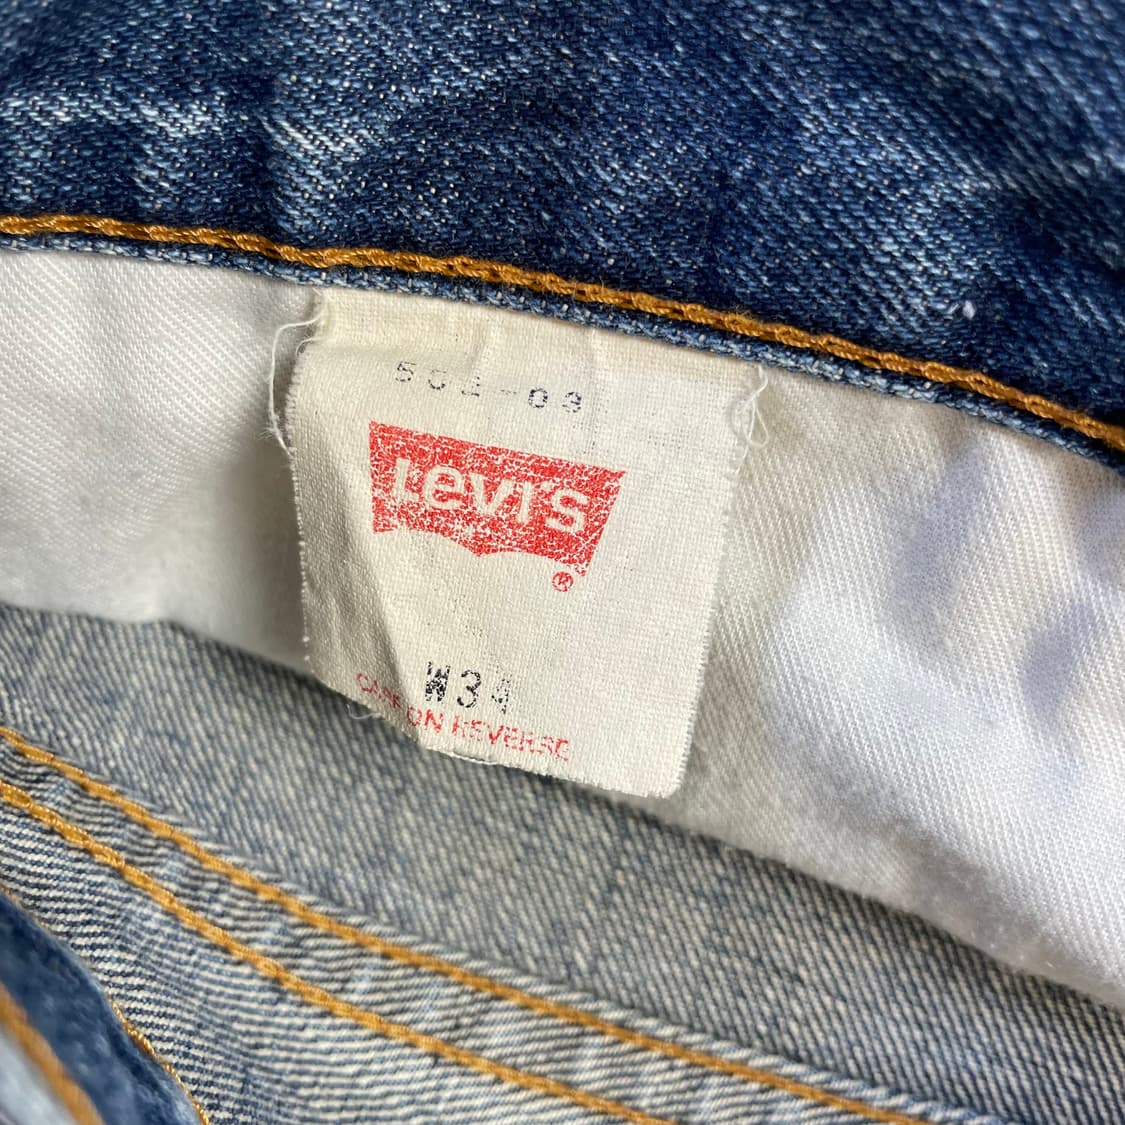 501-03
LEVI'S
®
W34
CARE ON REVERSE